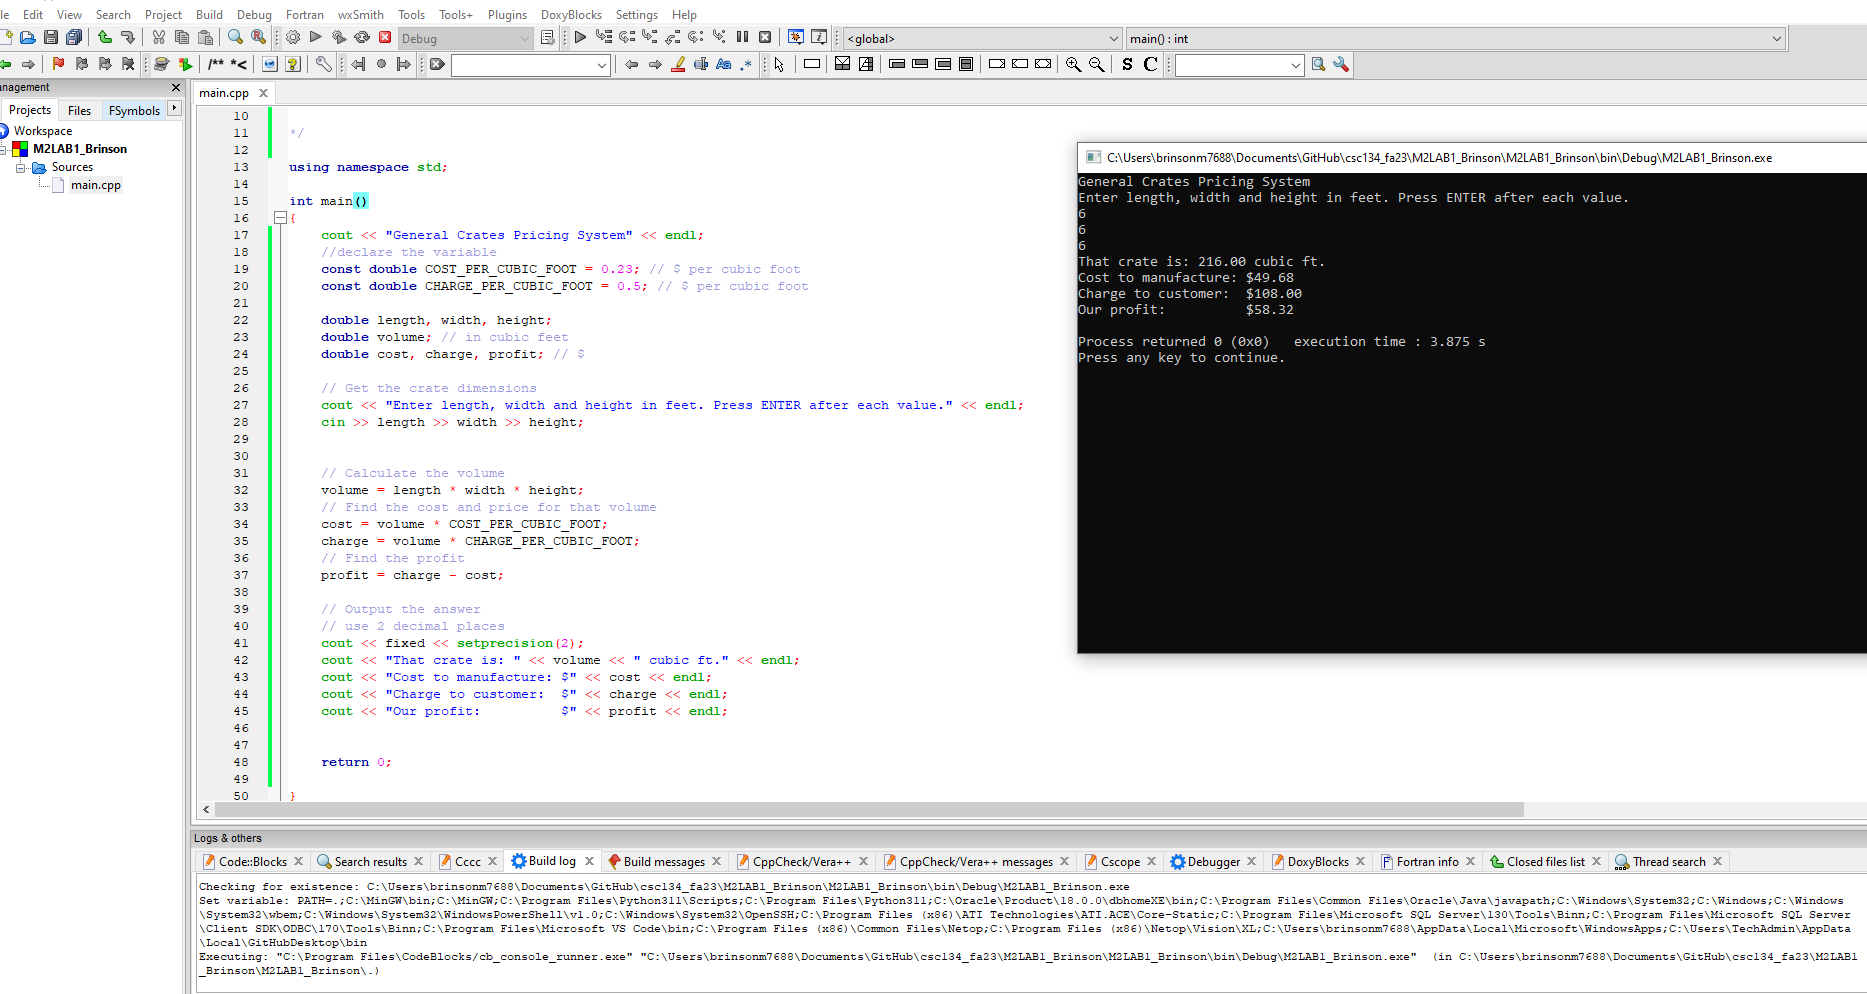 Edit View Search Project Build Debug Fortran wxSmith Tools Tools+ Plugins DoxyBlocks Settings Help
Debug <global> main() : int
/** *< Aa .* S C
nagement
main.cpp
Projects Files FSymbols
Workspace
M2LAB1_Brinson
Sources
main.cpp
10
11 */
12
13 using namespace std;
14
15 int main()
16 {
17 cout << "General Crates Pricing System" << endl;
18 //declare the variable
19 const double COST_PER_CUBIC_FOOT = 0.23; // $ per cubic foot
20 const double CHARGE_PER_CUBIC_FOOT = 0.5; // $ per cubic foot
21
22 double length, width, height;
23 double volume; // in cubic feet
24 double cost, charge, profit; // $
25
26 // Get the crate dimensions
27 cout << "Enter length, width and height in feet. Press ENTER after each value." << endl;
28 cin >> length >> width >> height;
29
30
31 // Calculate the volume
32 volume = length * width * height;
33 // Find the cost and price for that volume
34 cost = volume * COST_PER_CUBIC_FOOT;
35 charge = volume * CHARGE_PER_CUBIC_FOOT;
36 // Find the profit
37 profit = charge - cost;
38
39 // Output the answer
40 // use 2 decimal places
41 cout << fixed << setprecision(2);
42 cout << "That crate is: " << volume << " cubic ft." << endl;
43 cout << "Cost to manufacture: $" << cost << endl;
44 cout << "Charge to customer:  $" << charge << endl;
45 cout << "Our profit:          $" << profit << endl;
46
47
48 return 0;
49
50 }
C:\Users\brinsonm7688\Documents\GitHub\csc134_fa23\M2LAB1_Brinson\M2LAB1_Brinson\bin\Debug\M2LAB1_Brinson.exe
General Crates Pricing System
Enter length, width and height in feet. Press ENTER after each value.
6
6
6
That crate is: 216.00 cubic ft.
Cost to manufacture: $49.68
Charge to customer:  $108.00
Our profit:          $58.32
Process returned 0 (0x0)   execution time : 3.875 s
Press any key to continue.
Logs & others
Code::Blocks Search results Cccc Build log Build messages CppCheck/Vera++ CppCheck/Vera++ messages Cscope Debugger DoxyBlocks Fortran info Closed files list Thread search
Checking for existence: C:\Users\brinsonm7688\Documents\GitHub\csc134_fa23\M2LAB1_Brinson\M2LAB1_Brinson\bin\Debug\M2LAB1_Brinson.exe
Set variable: PATH=.;C:\MinGW\bin;C:\MinGW;C:\Program Files\Python311\Scripts;C:\Program Files\Python311;C:\Oracle\Product\18.0.0\dbhomeXE\bin;C:\Program Files\Common Files\Oracle\Java\javapath;C:\Windows\System32;C:\Windows;C:\Windows
\System32\wbem;C:\Windows\System32\WindowsPowerShell\v1.0;C:\Windows\System32\OpenSSH;C:\Program Files (x86)\ATI Technologies\ATI.ACE\Core-Static;C:\Program Files\Microsoft SQL Server\130\Tools\Binn;C:\Program Files\Microsoft SQL Server
\Client SDK\ODBC\170\Tools\Binn;C:\Program Files\Microsoft VS Code\bin;C:\Program Files (x86)\Common Files\Netop;C:\Program Files (x86)\Netop\Vision\XL;C:\Users\brinsonm7688\AppData\Local\Microsoft\WindowsApps;C:\Users\TechAdmin\AppData
\Local\GitHubDesktop\bin
Executing: "C:\Program Files\CodeBlocks/cb_console_runner.exe" "C:\Users\brinsonm7688\Documents\GitHub\csc134_fa23\M2LAB1_Brinson\M2LAB1_Brinson\bin\Debug\M2LAB1_Brinson.exe"  (in C:\Users\brinsonm7688\Documents\GitHub\csc134_fa23\M2LAB1
_Brinson\M2LAB1_Brinson\.)